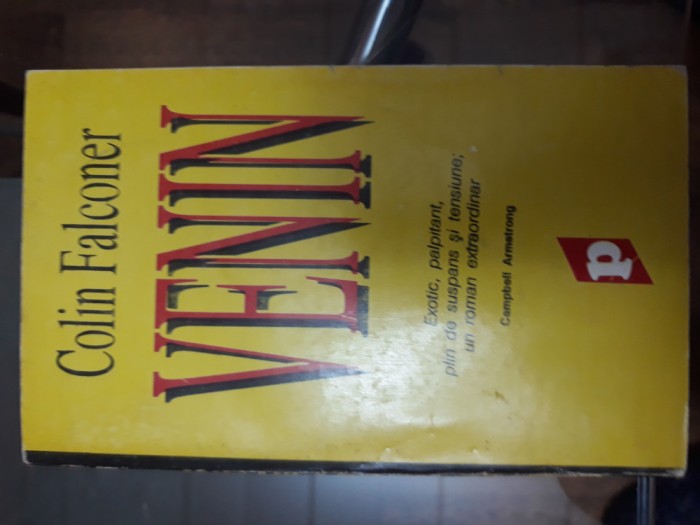 Colin Falconer
VENIN
Exotic, palpitant,
plin de suspans și tensiune;
un roman extraordinar
Campbell Armstrong
p